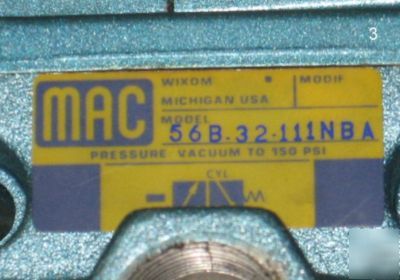 3
MAC
WIXOM
MICHIGAN USA
MODIF
MODEL
56B-32-111NBA
PRESSURE: VACUUM TO 150 PSI
CYL